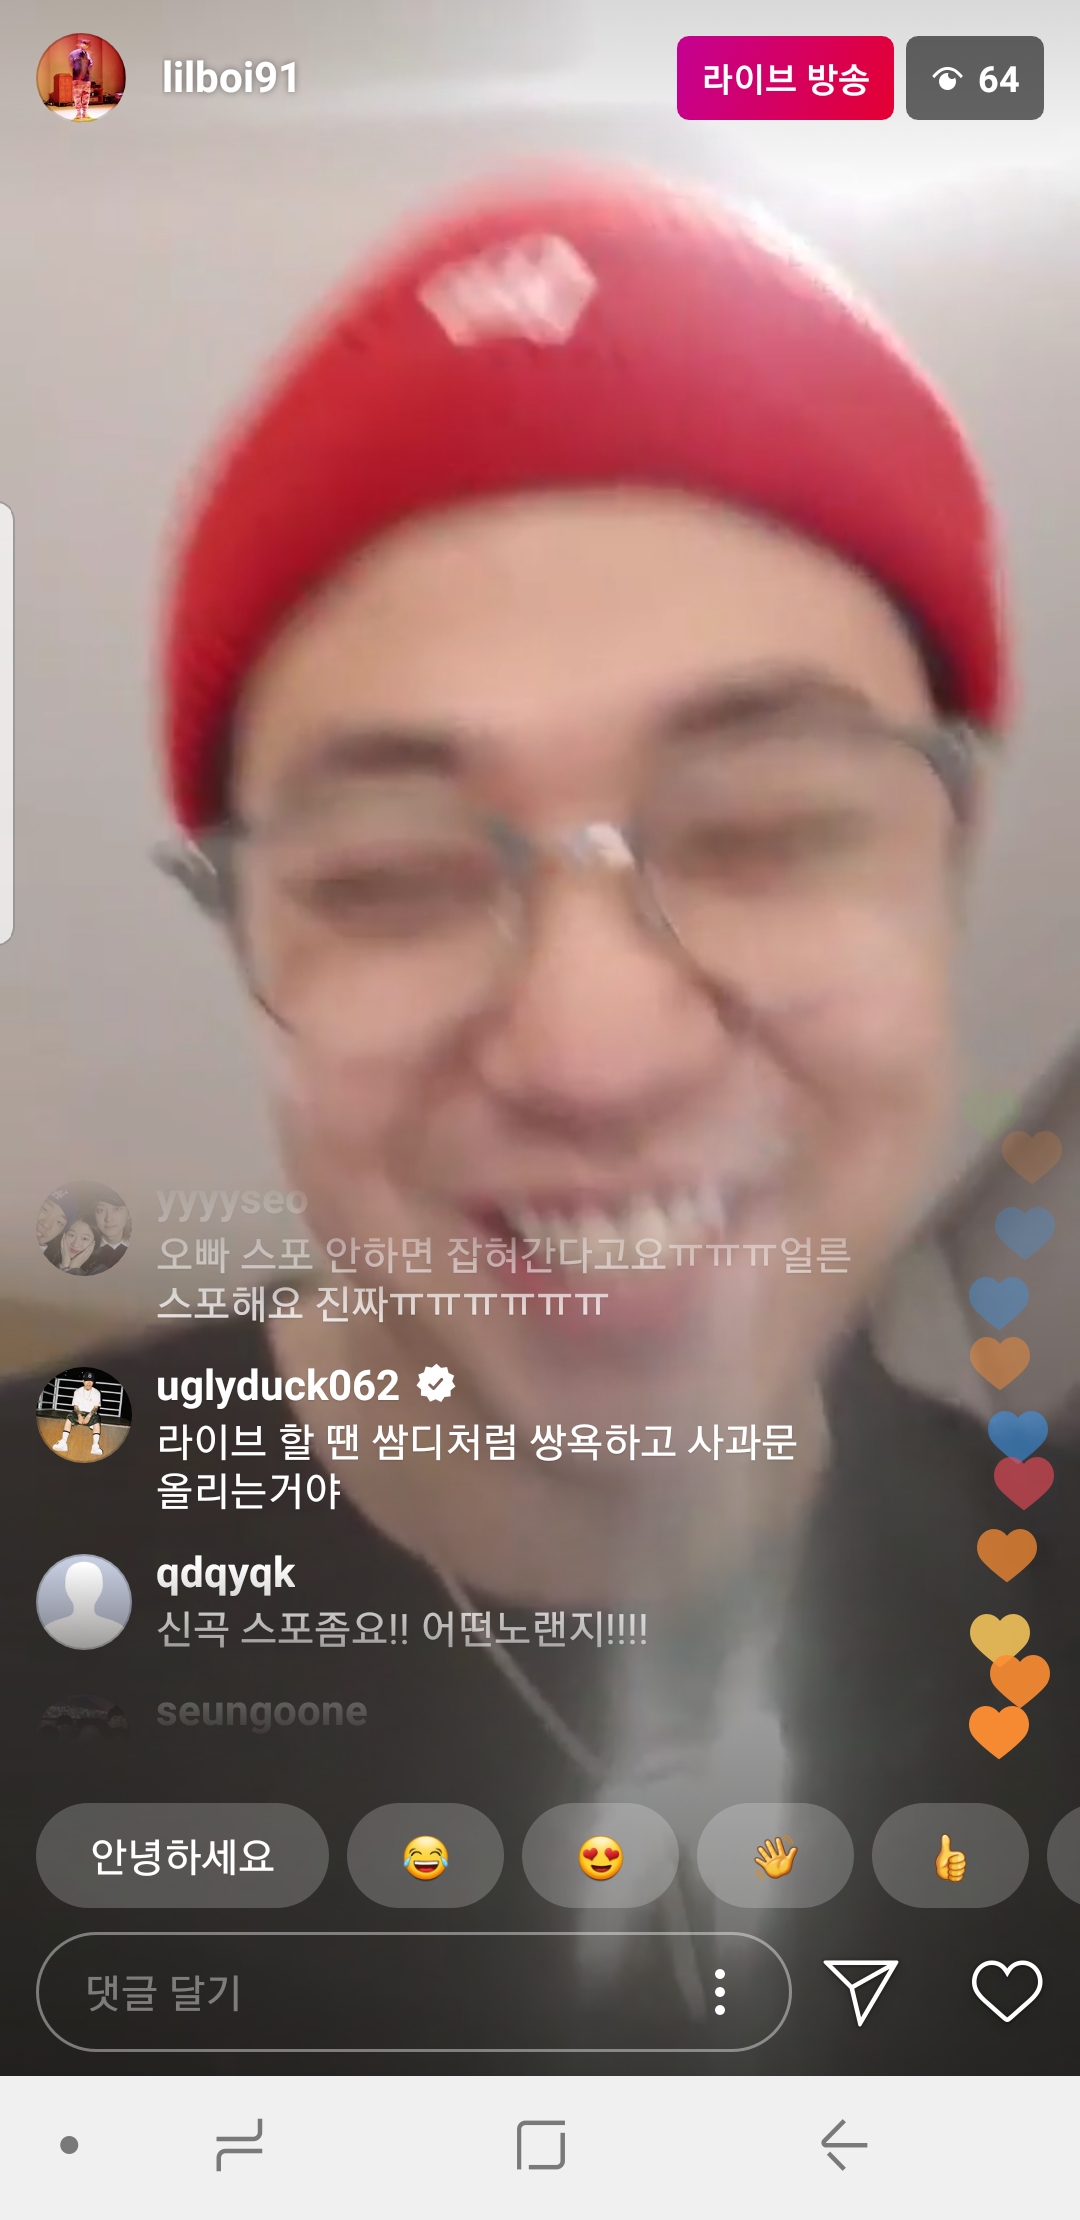 lilboi91
라이브 방송
64
yyyyseo
오빠 스포 안하면 잡혀간다고요ㅠㅠㅠ얼른
스포해요 진짜ㅠㅠㅠㅠㅠㅠ
uglyduck062
라이브 할 땐 쌈디처럼 쌍욕하고 사과문
올리는거야
qdqyqk
신곡 스포좀요!! 어떤노랜지!!!!
seungoone
안녕하세요
댓글 달기